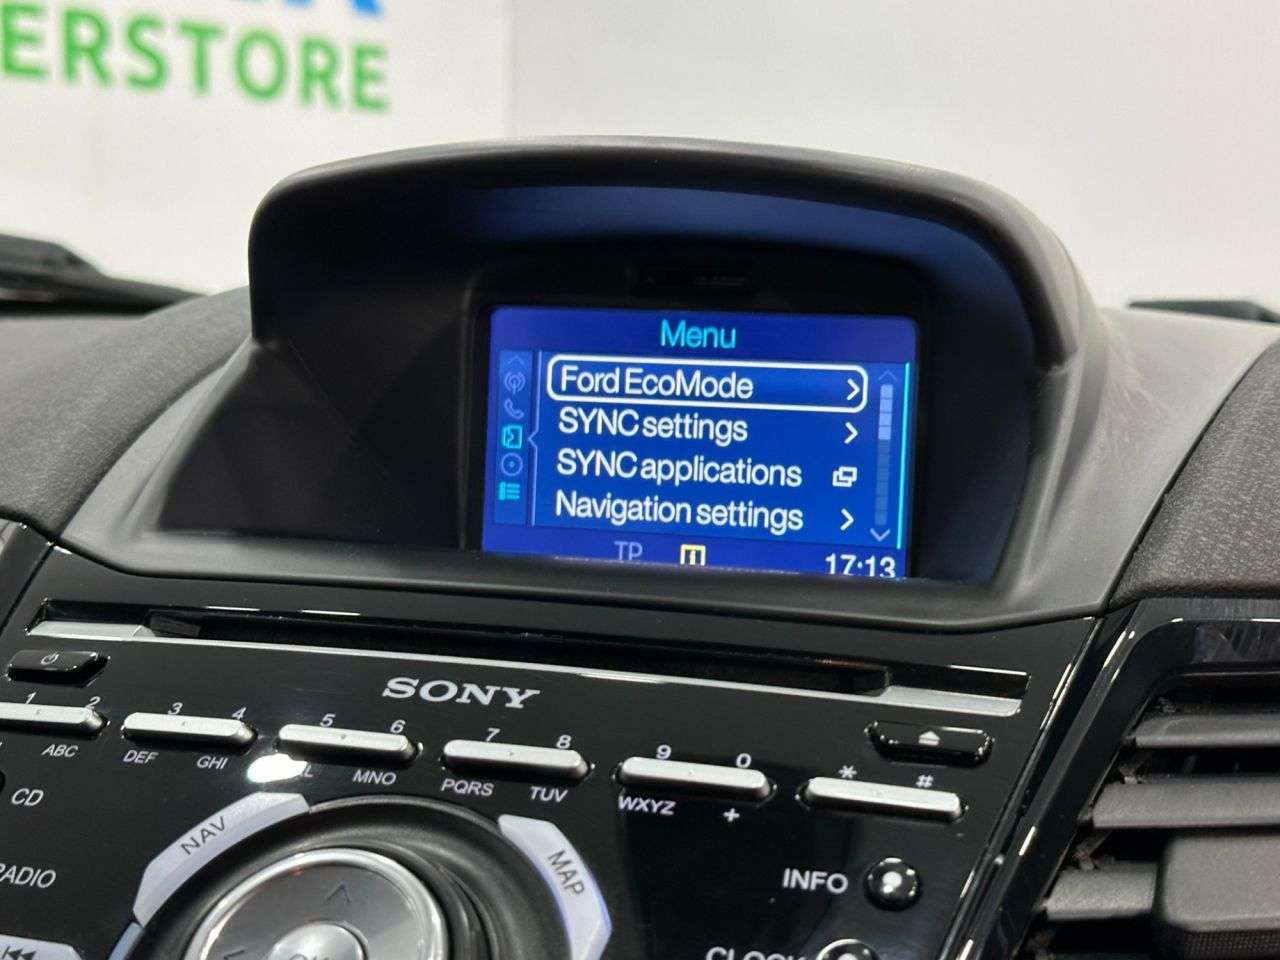 ERSTORE
Menu
Ford EcoMode
SYNC settings
SYNC applications
Navigation settings
TP
17:13
SONY
1 2 3 4 5 6 7 8 9 0 * #
ABC DEF GHI MNO PQRS TUV WXYZ +
CD
NAV
MAP
RADIO
INFO
CLOCK